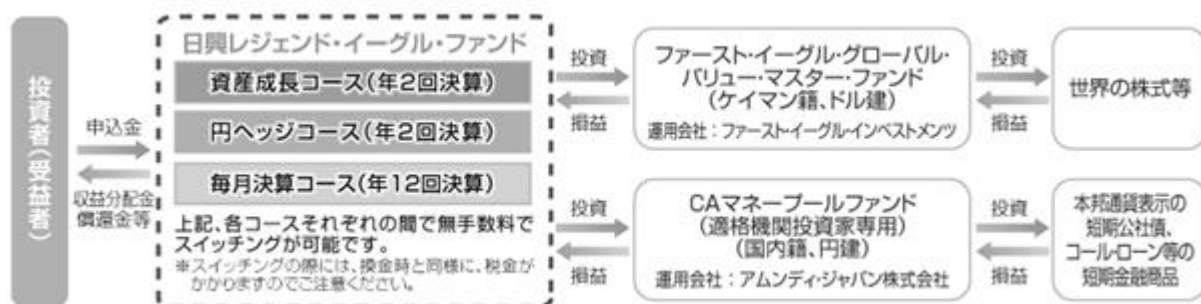 投資者(受益者)
申込金
収益分配金
償還金等
日興レジェンド・イーグル・ファンド
資産成長コース(年2回決算)
円ヘッジコース(年2回決算)
毎月決算コース(年12回決算)
上記、各コースそれぞれの間で無手数料で
スイッチングが可能です。
※スイッチングの際には、換金時と同様に、税金が
かかりますのでご注意ください。
投資
損益
ファースト・イーグル・グローバル・
バリュー・マスター・ファンド
(ケイマン籍、ドル建)
運用会社:ファースト・イーグル・インベストメンツ
投資
損益
世界の株式等
投資
損益
CAマネープールファンド
(適格機関投資家専用)
(国内籍、円建)
運用会社:アムンディ・ジャパン株式会社
投資
損益
本邦通貨表示の
短期公社債、
コール・ローン等の
短期金融商品